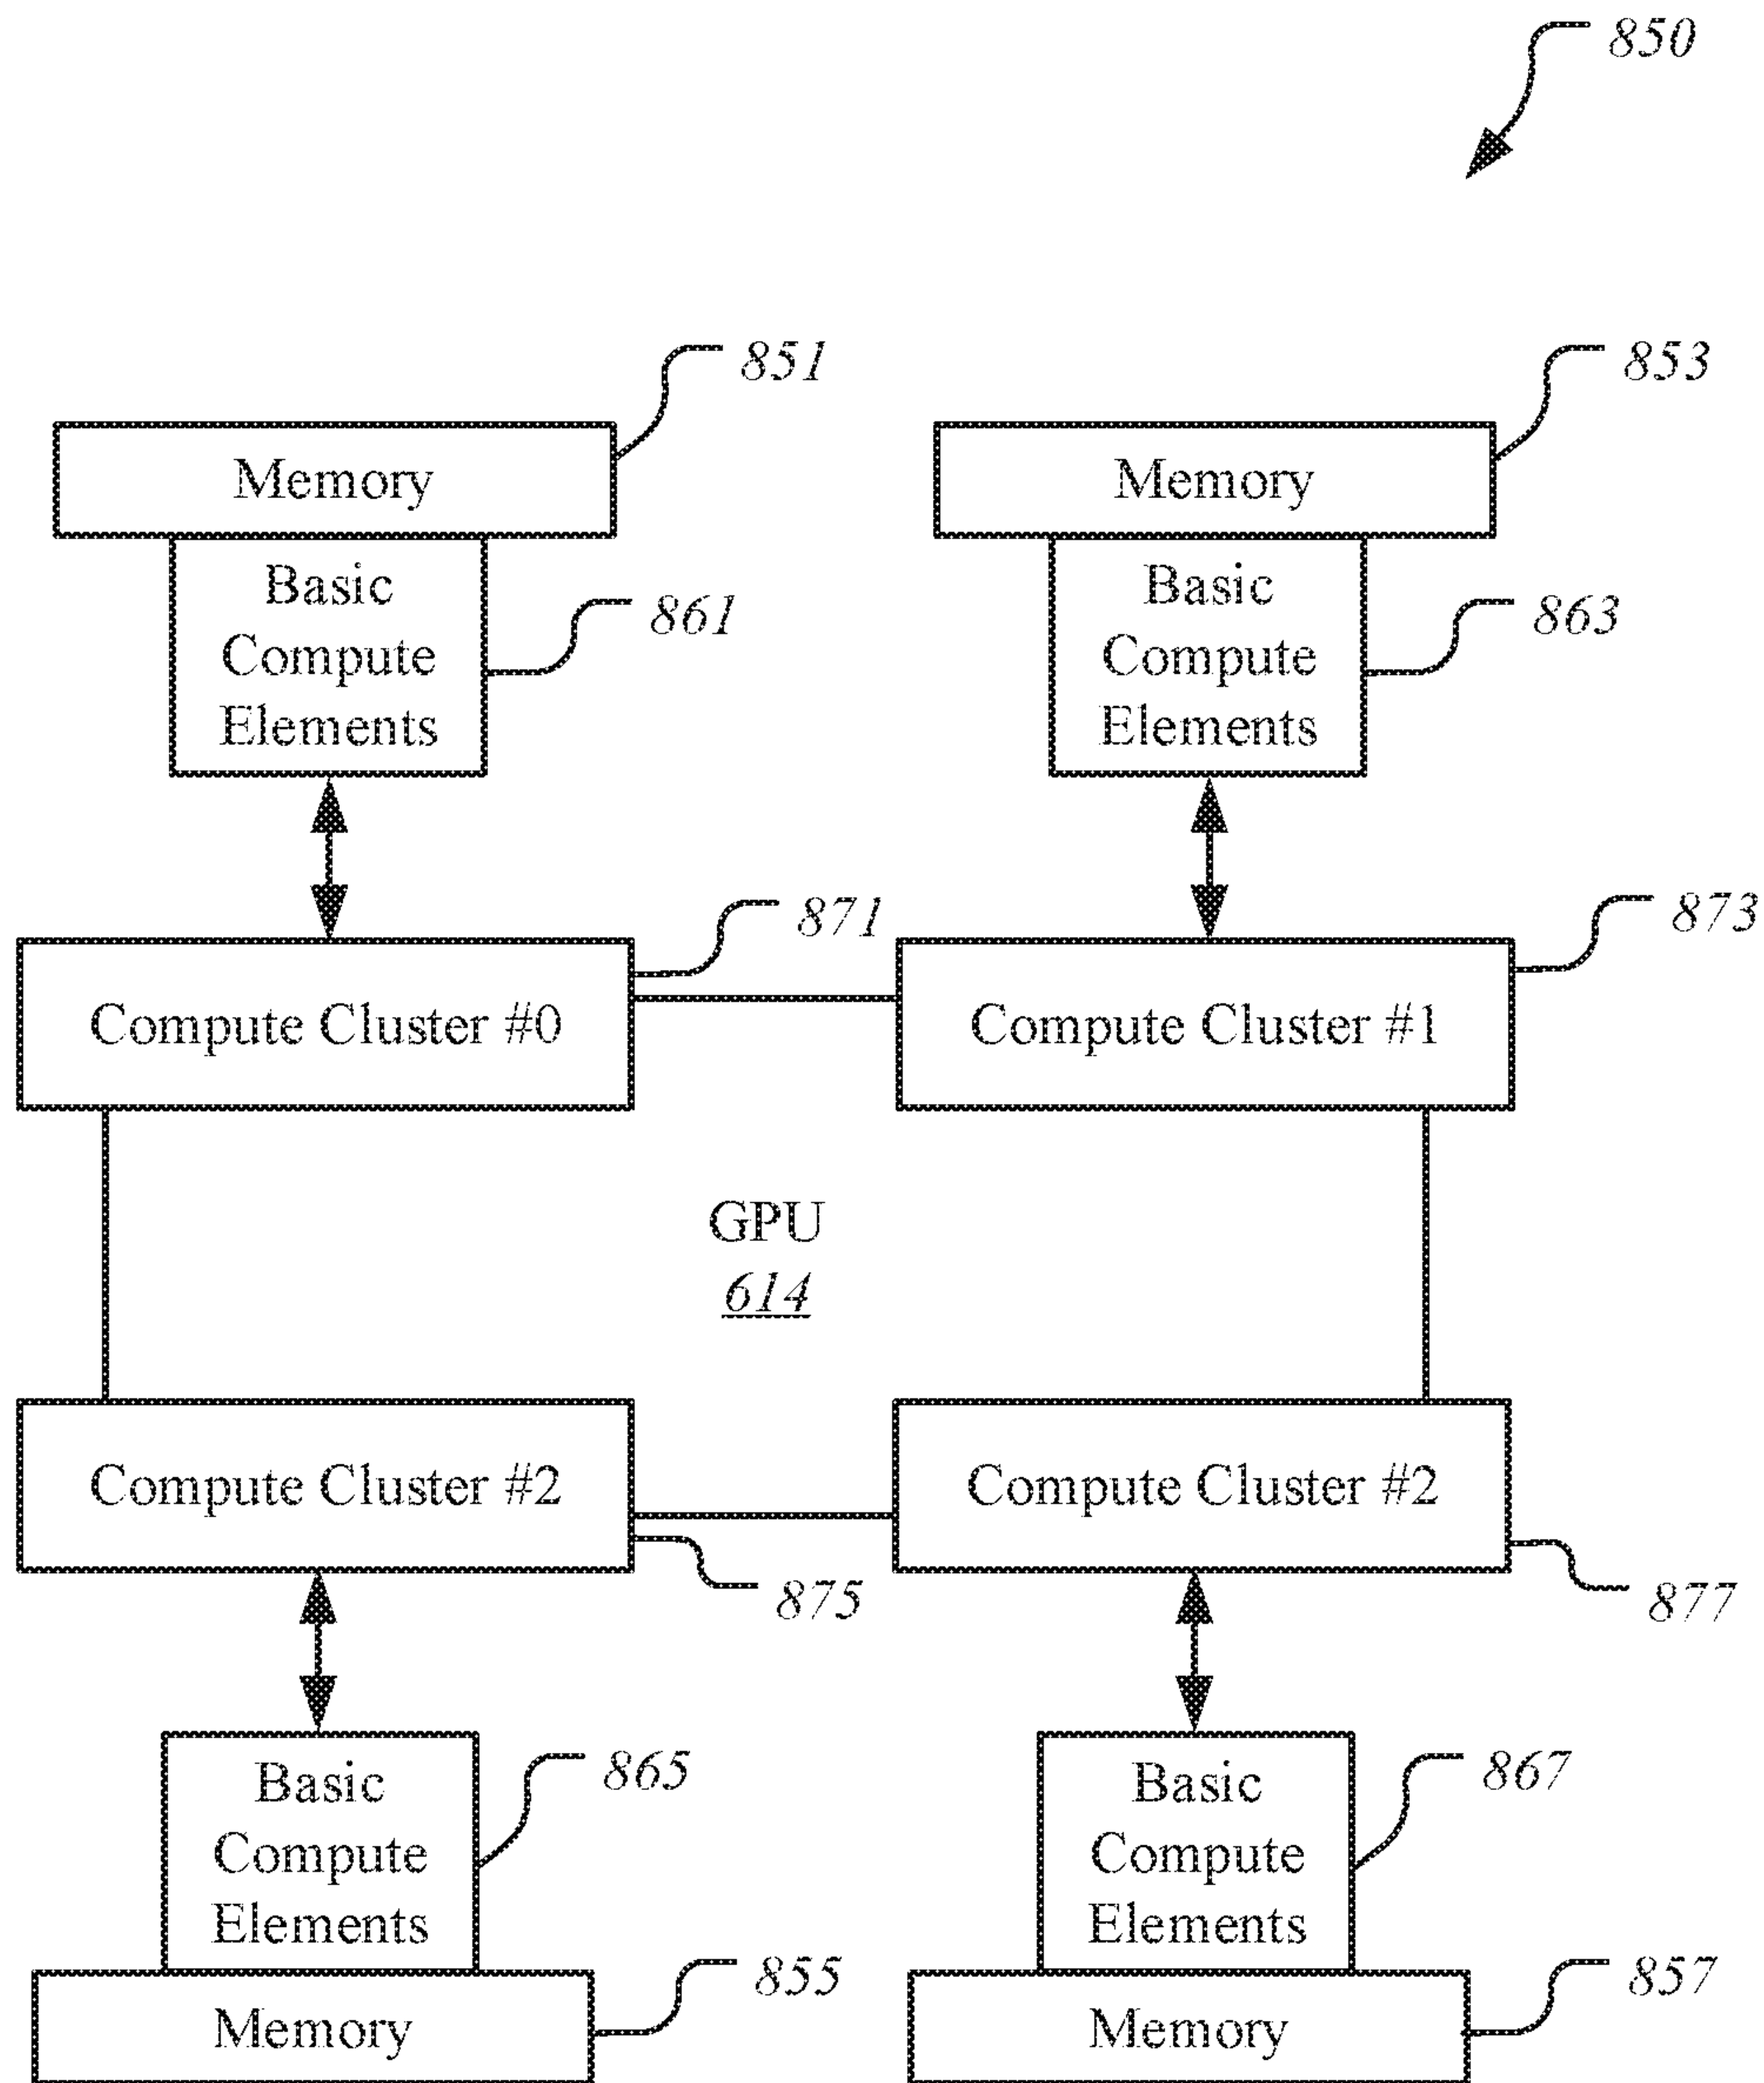 850
851
853
Memory
Memory
Basic
Compute
Elements
861
Basic
Compute
Elements
863
871
873
Compute Cluster #0
Compute Cluster #1
GPU
614
Compute Cluster #2
Compute Cluster #2
875
877
Basic
Compute
Elements
865
Basic
Compute
Elements
867
855
857
Memory
Memory